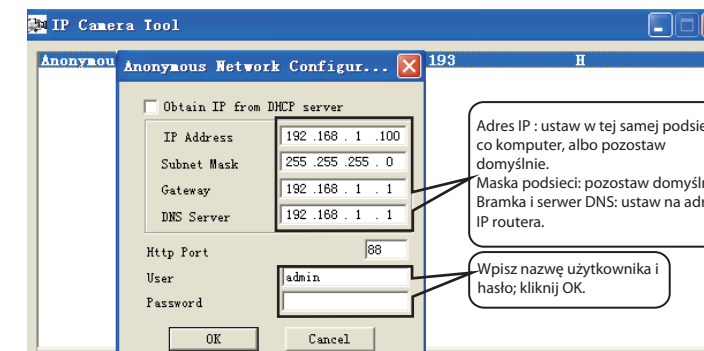 IP Camera Tool
Anonymou
193
H
Anonymous Network Configur...
Obtain IP from DHCP server
IP Address 192 .168 . 1 .100
Subnet Mask 255 .255 .255 . 0
Gateway 192 .168 . 1 . 1
DNS Server 192 .168 . 1 . 1
Http Port 88
User admin
Password
OK Cancel
Adres IP : ustaw w tej samej podsie
co komputer, albo pozostaw
domyślnie.
Maska podsieci: pozostaw domyśln
Bramka i serwer DNS: ustaw na adr
IP routera.
Wpisz nazwę użytkownika i
hasło; kliknij OK.